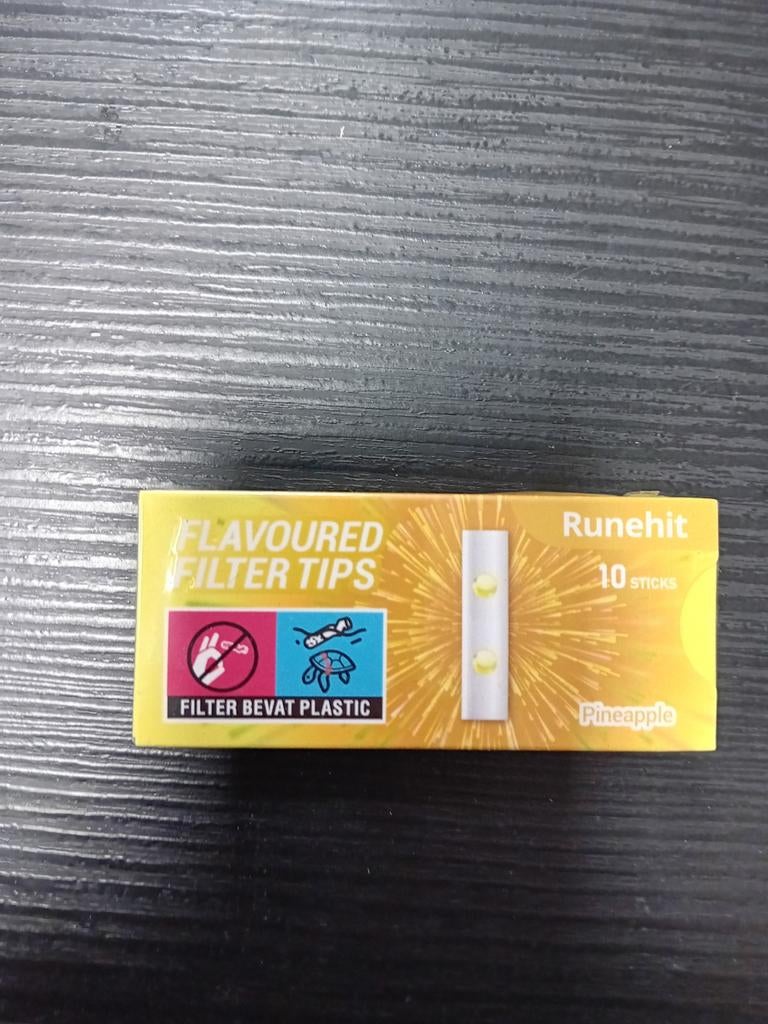 FLAVOURED
FILTER TIPS
FILTER BEVAT PLASTIC
Runehit
10 STICKS
Pineapple